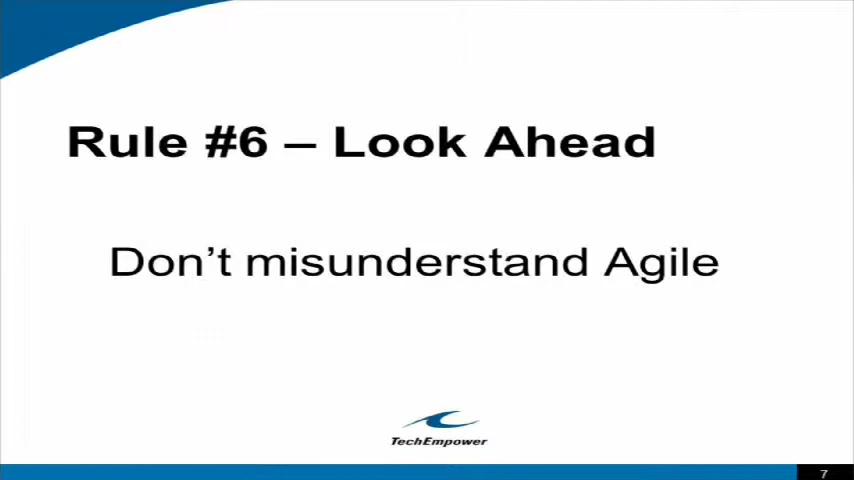 Rule #6 – Look Ahead
Don’t misunderstand Agile
TechEmpower
7